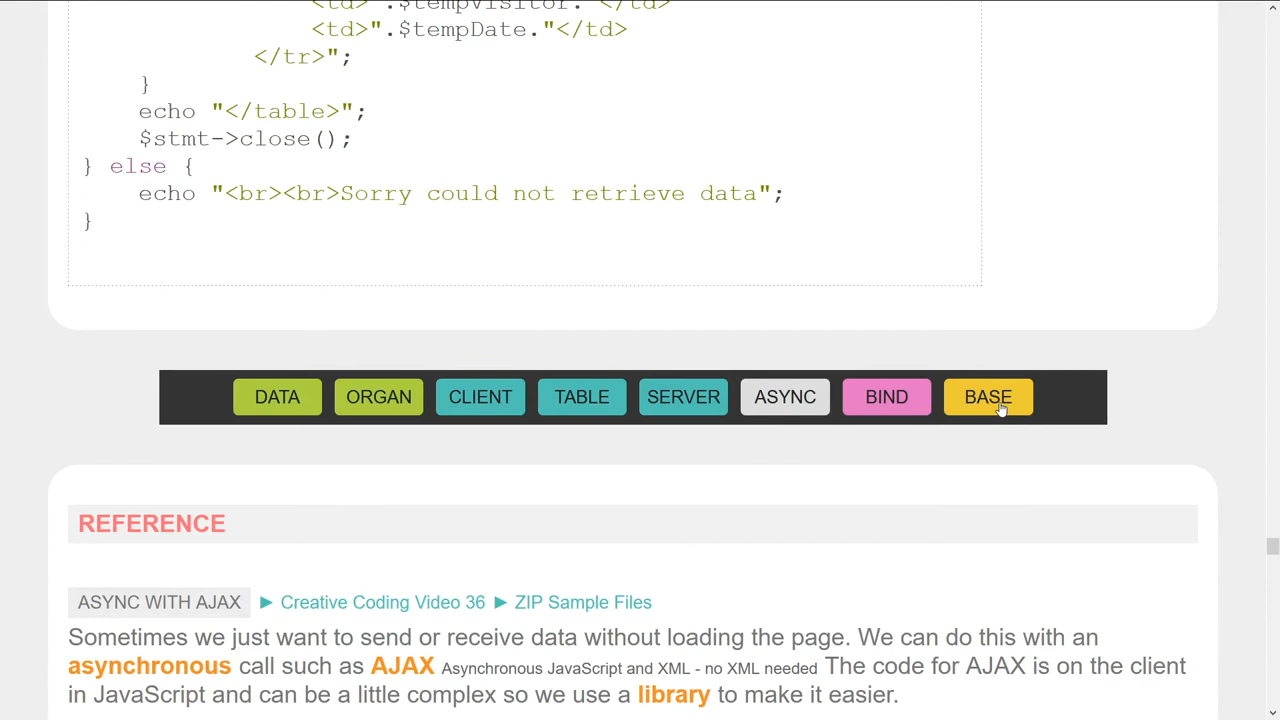 <td>".$tempVisitor."</td>
<td>".$tempDate."</td>
</tr>";
}
echo "</table>";
$stmt->close();
} else {
echo "<br><br>Sorry could not retrieve data";
}
DATA ORGAN CLIENT TABLE SERVER ASYNC BIND BASE
REFERENCE
ASYNC WITH AJAX ► Creative Coding Video 36 ► ZIP Sample Files
Sometimes we just want to send or receive data without loading the page. We can do this with an
asynchronous call such as AJAX Asynchronous JavaScript and XML - no XML needed The code for AJAX is on the client
in JavaScript and can be a little complex so we use a library to make it easier.